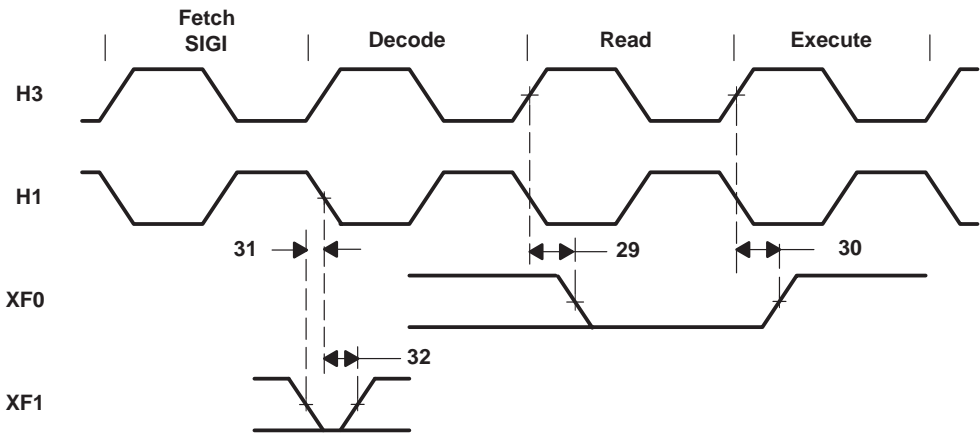 Fetch
SIGI
Decode
Read
Execute
H3
H1
31
29
30
XF0
32
XF1